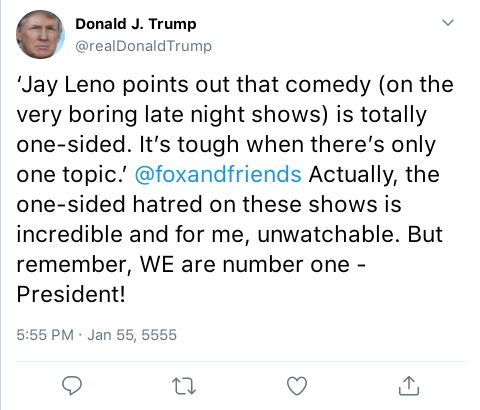 Donald J. Trump
@realDonaldTrump
‘Jay Leno points out that comedy (on the
very boring late night shows) is totally
one-sided. It’s tough when there’s only
one topic.’ @foxandfriends Actually, the
one-sided hatred on these shows is
incredible and for me, unwatchable. But
remember, WE are number one -
President!
5:55 PM · Jan 55, 5555